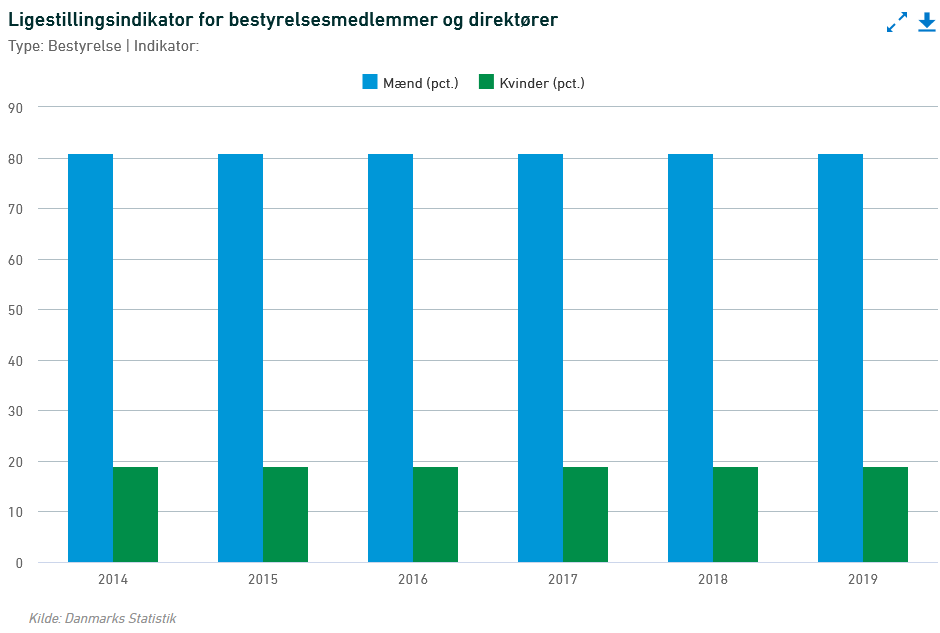 Ligestillingsindikator for bestyrelsesmedlemmer og direktører
Type: Bestyrelse | Indikator:
Mænd (pct.) Kvinder (pct.)
90
80
70
60
50
40
30
20
10
0
2014 2015 2016 2017 2018 2019
Kilde: Danmarks Statistik